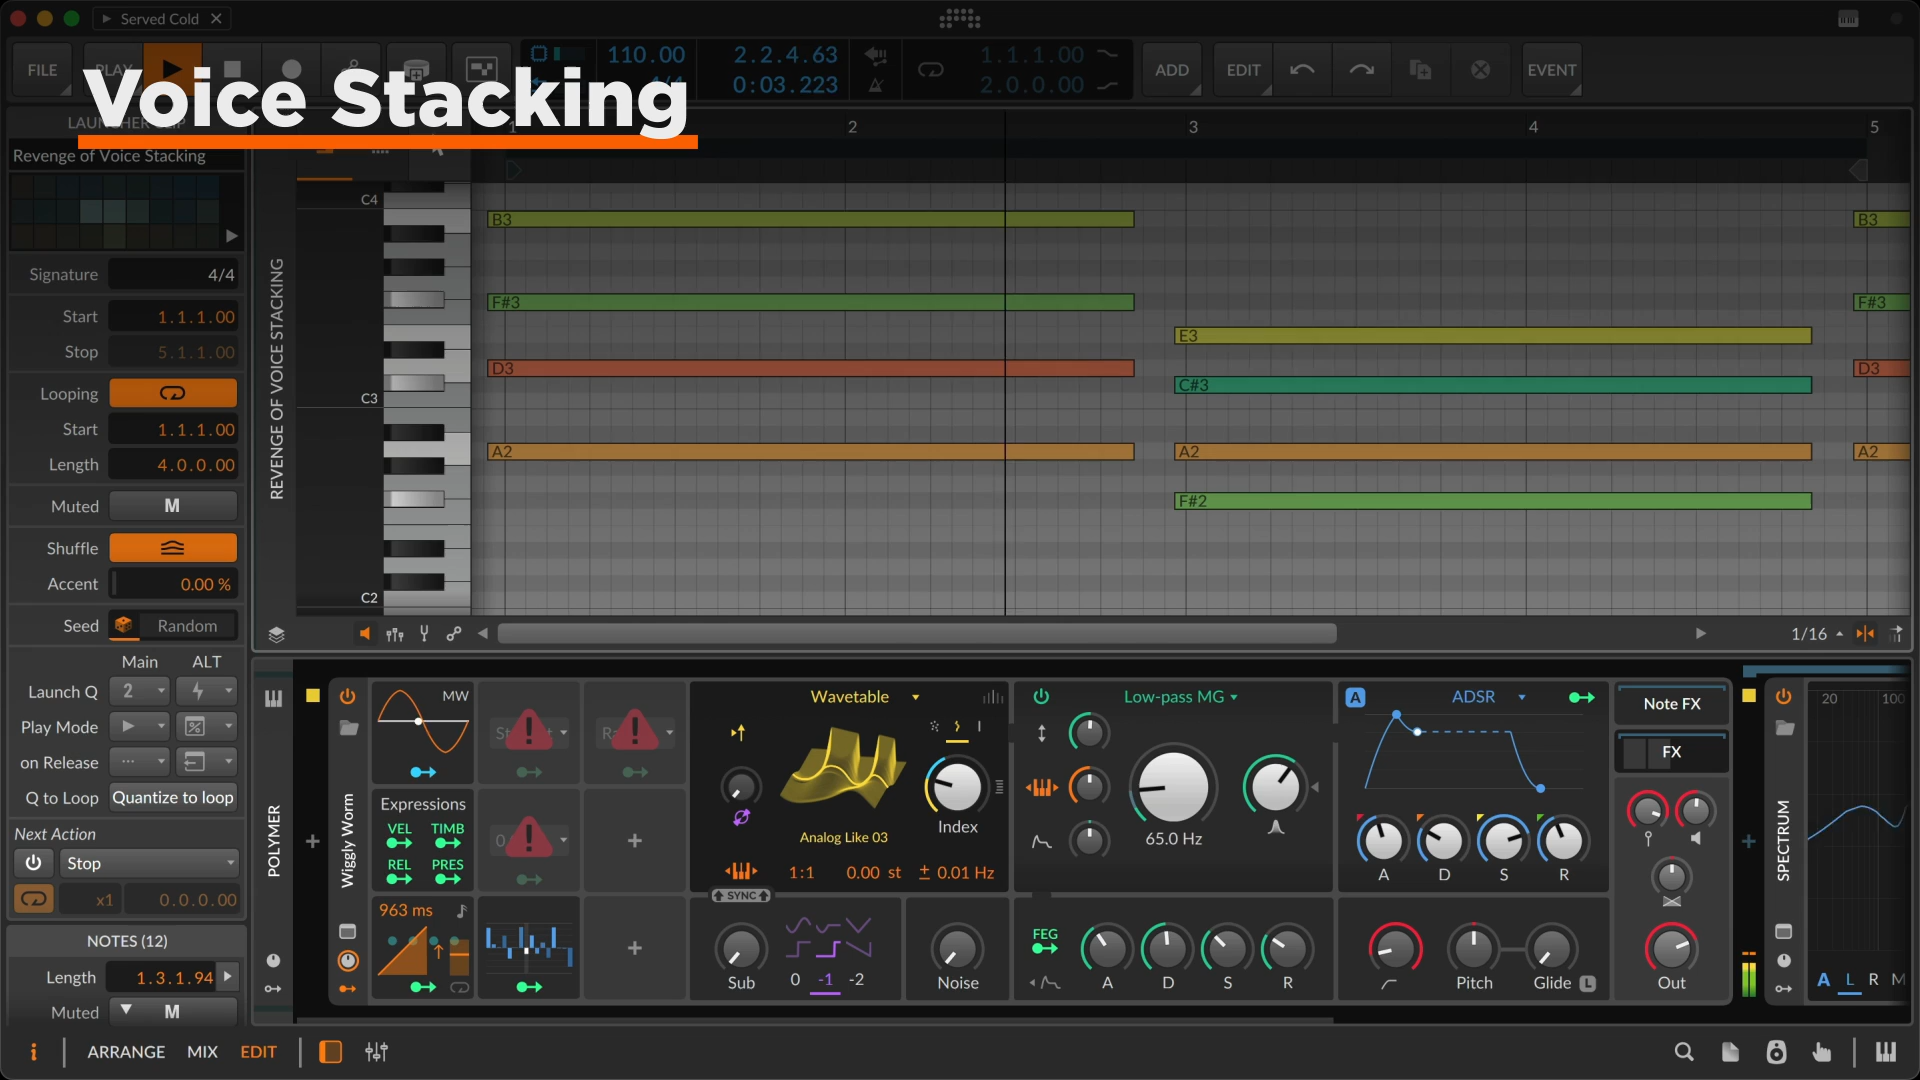 Served Cold
FILE
PLAY
110.00
4/4
2.2.4.63
0:03.223
1.1.1.00
2.0.0.00
ADD
EDIT
EVENT
Voice Stacking
LAUNCHER CLIP
Revenge of Voice Stacking
Signature 4/4
Start 1.1.1.00
Stop 5.1.1.00
Looping
Start 1.1.1.00
Length 4.0.0.00
Muted M
Shuffle
Accent 0.00 %
Seed Random
Main ALT
Launch Q 2
Play Mode
on Release
Q to Loop Quantize to loop
Next Action
Stop
x1 0.0.0.00
NOTES (12)
Length 1.3.1.94
Muted M
REVENGE OF VOICE STACKING
1 2 3 4 5
C4
C3
C2
B3 B3
F#3 F#3
E3
D3 D3
C#3
A2 A2 A2
F#2
1/16
POLYMER
Wiggly Worm
MW
Expressions
VEL TIMB
REL PRES
963 ms
Wavetable
Index
Analog Like 03
1:1 0.00 st ± 0.01 Hz
SYNC
Sub
0 -1 -2
Noise
Low-pass MG
65.0 Hz
FEG
A D S R
A ADSR
A D S R
Pitch Glide L
Note FX
FX
Out
SPECTRUM
20 100
A L R M
i ARRANGE MIX EDIT